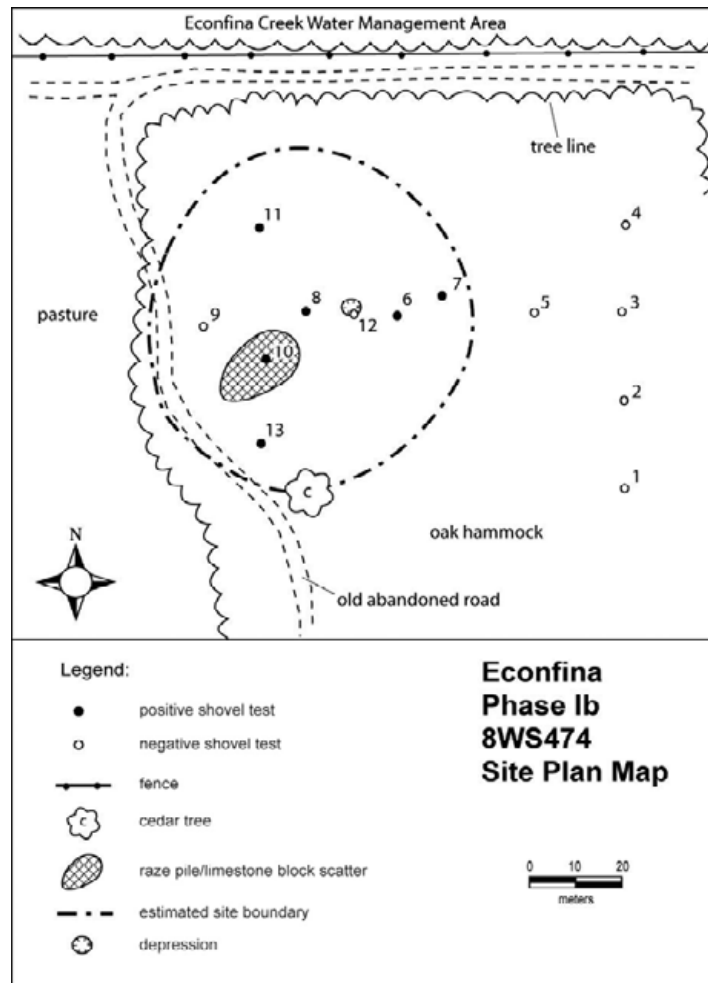 Econfina Creek Water Management Area
tree line
11
4
pasture
9
8
12
6
7
5
3
10
2
13
1
C
oak hammock
N
old abandoned road
Legend:
positive shovel test
negative shovel test
fence
C
cedar tree
raze pile/limestone block scatter
estimated site boundary
depression
Econfina
Phase Ib
8WS474
Site Plan Map
0 10 20
meters